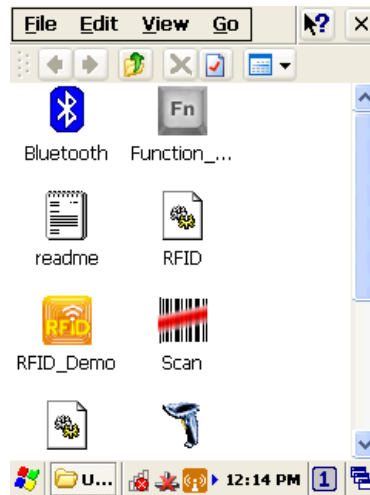 File Edit View Go
Bluetooth
Fn
Function_...
readme
RFID
RFID
RFID_Demo
Scan
U...
12:14 PM
1